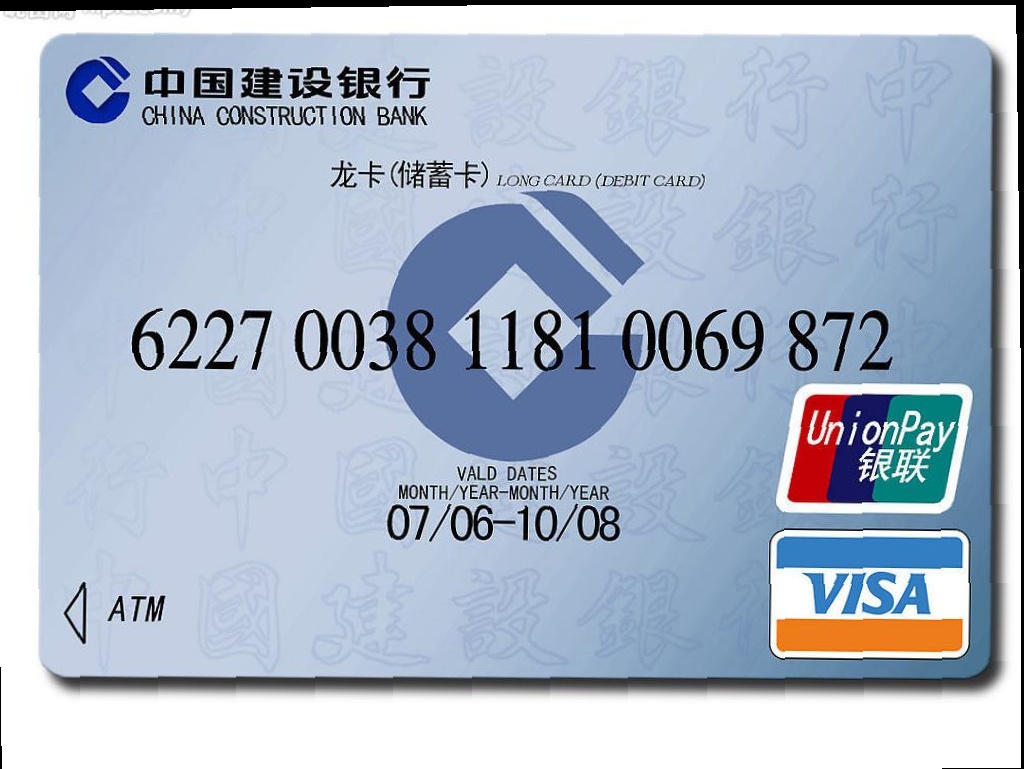 中国建设银行
CHINA CONSTRUCTION BANK
龙卡(储蓄卡) LONG CARD (DEBIT CARD)
6227 0038 1181 0069 872
UnionPay
银联
VALD DATES
MONTH/YEAR-MONTH/YEAR
07/06-10/08
VISA
ATM